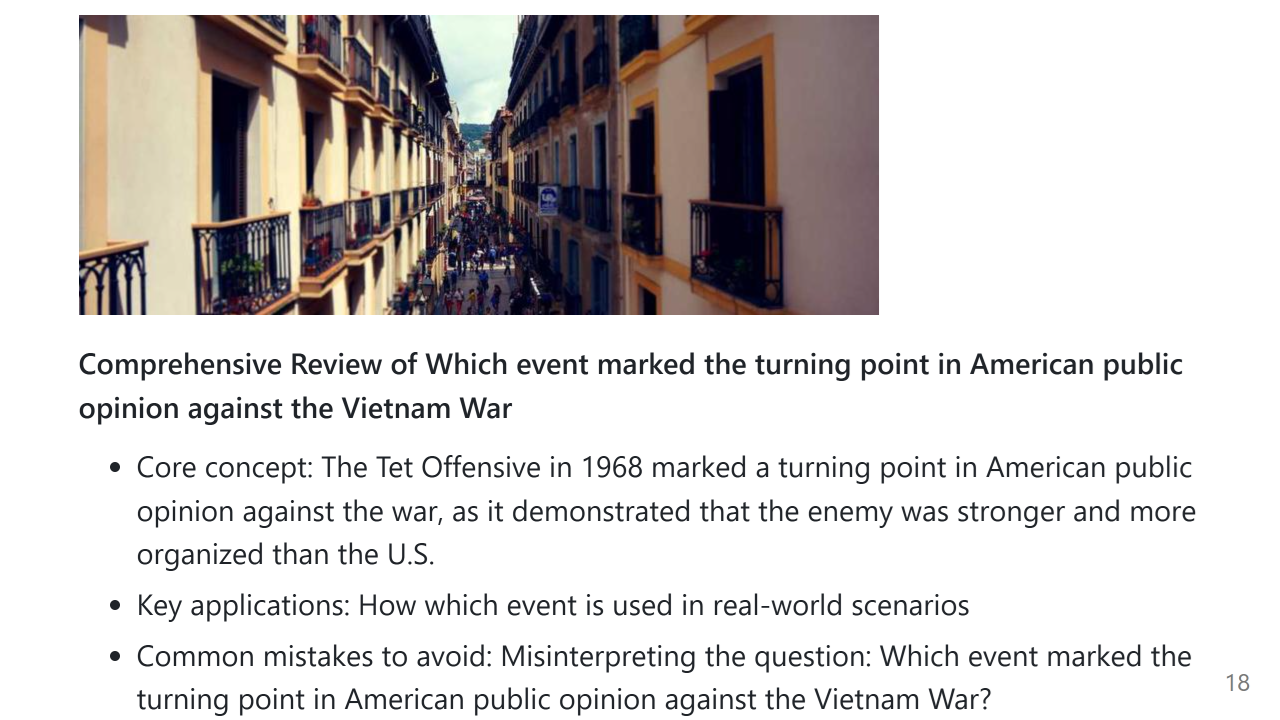 Comprehensive Review of Which event marked the turning point in American public
opinion against the Vietnam War
• Core concept: The Tet Offensive in 1968 marked a turning point in American public
opinion against the war, as it demonstrated that the enemy was stronger and more
organized than the U.S.
• Key applications: How which event is used in real-world scenarios
• Common mistakes to avoid: Misinterpreting the question: Which event marked the
turning point in American public opinion against the Vietnam War?
18